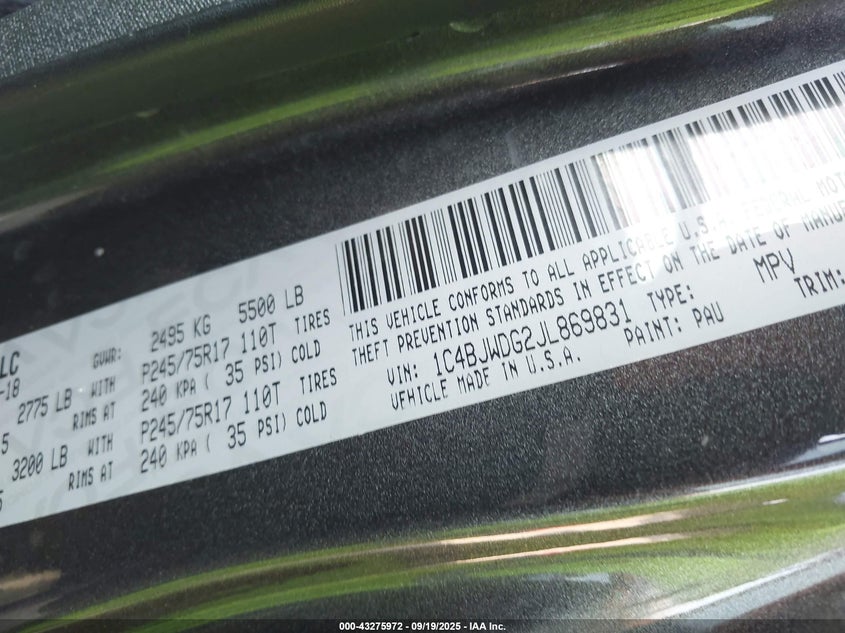 LC
-18
GVWR: 2495 KG 5500 LB
2775 LB WITH P245/75R17 110T TIRES
5 RIMS AT 240 KPA ( 35 PSI) COLD
3200 LB WITH P245/75R17 110T TIRES
5 RIMS AT 240 KPA ( 35 PSI) COLD
THIS VEHICLE CONFORMS TO ALL APPLICABLE U.S.A. FEDERAL MOT
THEFT PREVENTION STANDARDS IN EFFECT ON THE DATE OF MANUF
VIN: 1C4BJWDG2JL869831 TYPE: MPV
VEHICLE MADE IN U.S.A. PAINT: PAU TRIM:
000-43275972 - 09/19/2025 - IAA Inc.